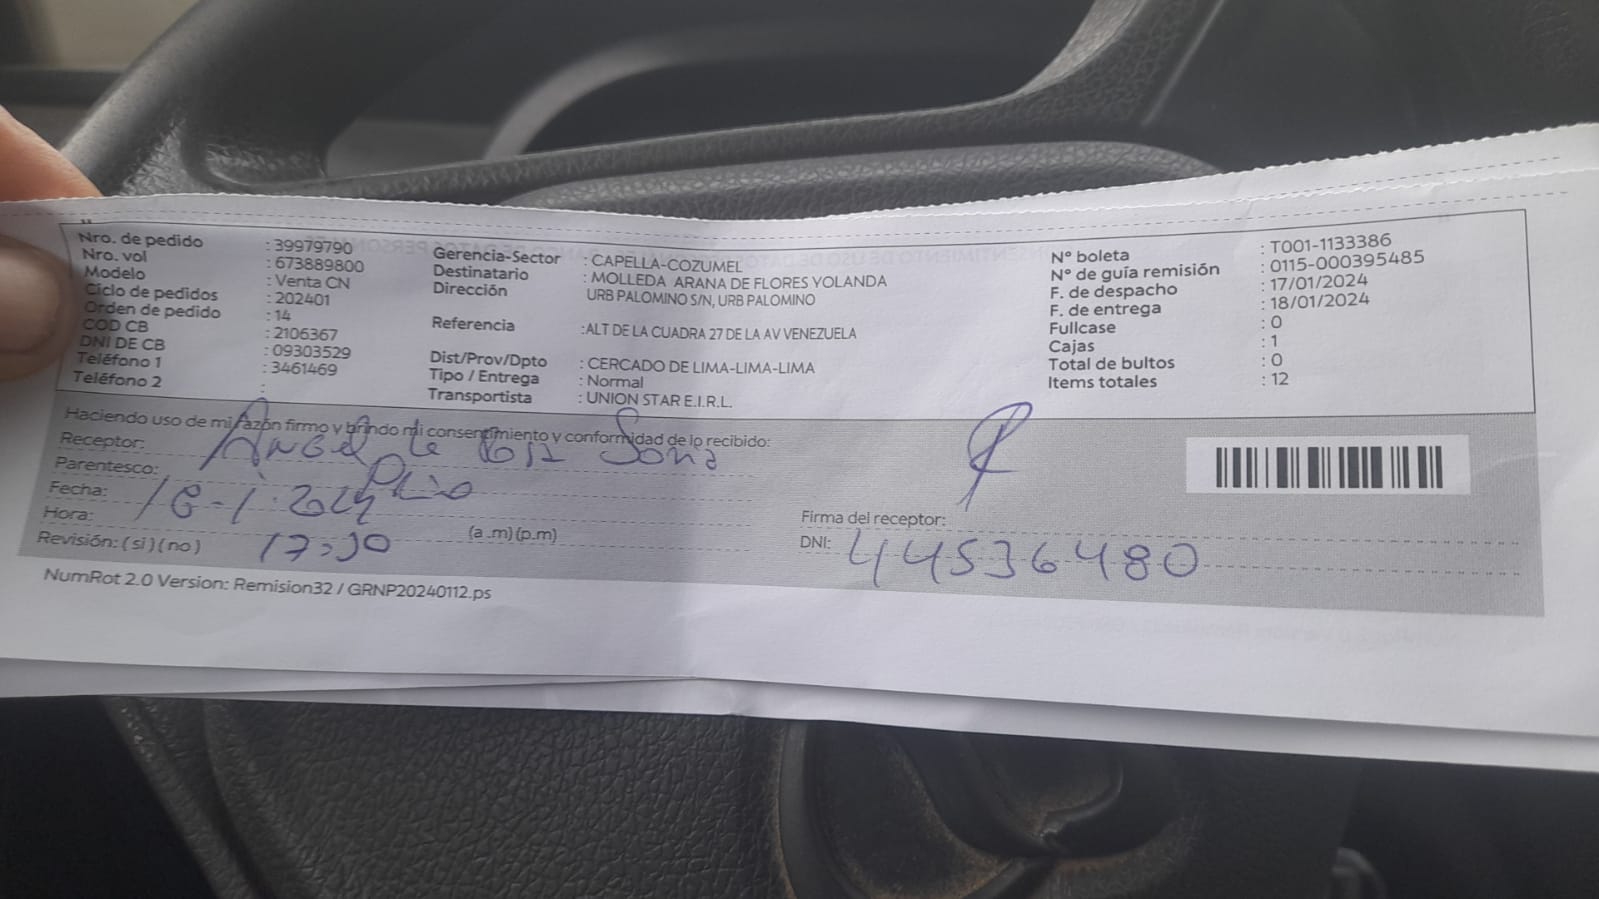 Nro. de pedido : 39979790
Nro. vol : 673889800
Modelo : Venta CN
Ciclo de pedidos : 202401
Orden de pedido : 14
COD CB : 2106367
DNI DE CB : 09303529
Teléfono 1 : 3461469
Teléfono 2 :
Gerencia-Sector : CAPELLA-COZUMEL
Destinatario : MOLLEDA ARANA DE FLORES YOLANDA
Dirección URB PALOMINO S/N, URB PALOMINO
Referencia :ALT DE LA CUADRA 27 DE LA AV VENEZUELA
Dist/Prov/Dpto : CERCADO DE LIMA-LIMA-LIMA
Tipo / Entrega : Normal
Transportista : UNION STAR E.I.R.L.
N° boleta : T001-1133386
N° de guía remisión : 0115-000395485
F. de despacho : 17/01/2024
F. de entrega : 18/01/2024
Fullcase : 0
Cajas : 1
Total de bultos : 0
Items totales : 12
Haciendo uso de mi razón firmo y brindo mi consentimiento y conformidad de lo recibido:
Receptor: Angel
Parentesco:
Fecha:
Hora: (a .m) (p.m)
Revisión: ( si ) ( no )
Firma del receptor:
DNI: 44536480
NumRot 2.0 Version: Remision32 / GRNP20240112.ps